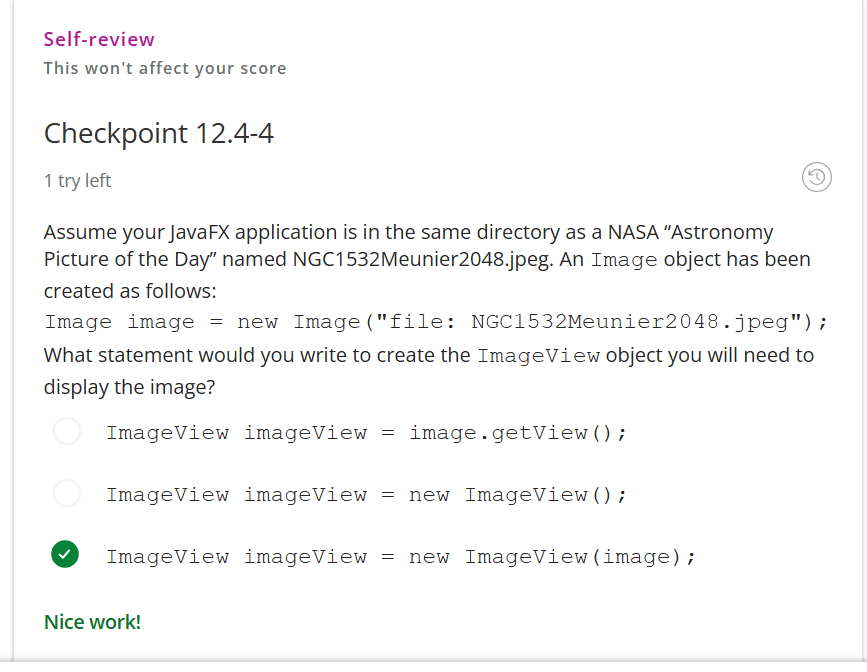 Self-review
This won't affect your score
Checkpoint 12.4-4
1 try left
Assume your JavaFX application is in the same directory as a NASA “Astronomy
Picture of the Day” named NGC1532Meunier2048.jpeg. An Image object has been
created as follows:
Image image = new Image("file: NGC1532Meunier2048.jpeg");
What statement would you write to create the ImageView object you will need to
display the image?
ImageView imageView = image.getView();
ImageView imageView = new ImageView();
ImageView imageView = new ImageView(image);
Nice work!